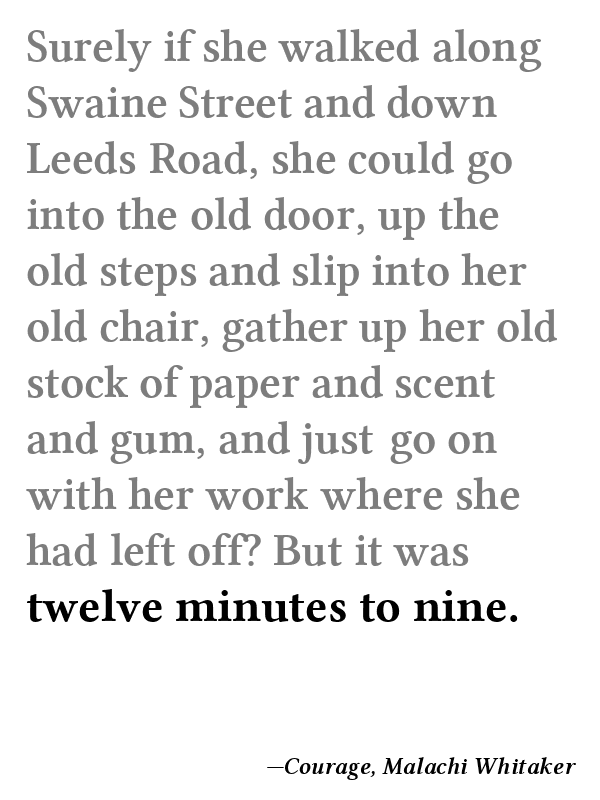 Surely if she walked along
Swaine Street and down
Leeds Road, she could go
into the old door, up the
old steps and slip into her
old chair, gather up her old
stock of paper and scent
and gum, and just go on
with her work where she
had left off? But it was
twelve minutes to nine.
—Courage, Malachi Whitaker